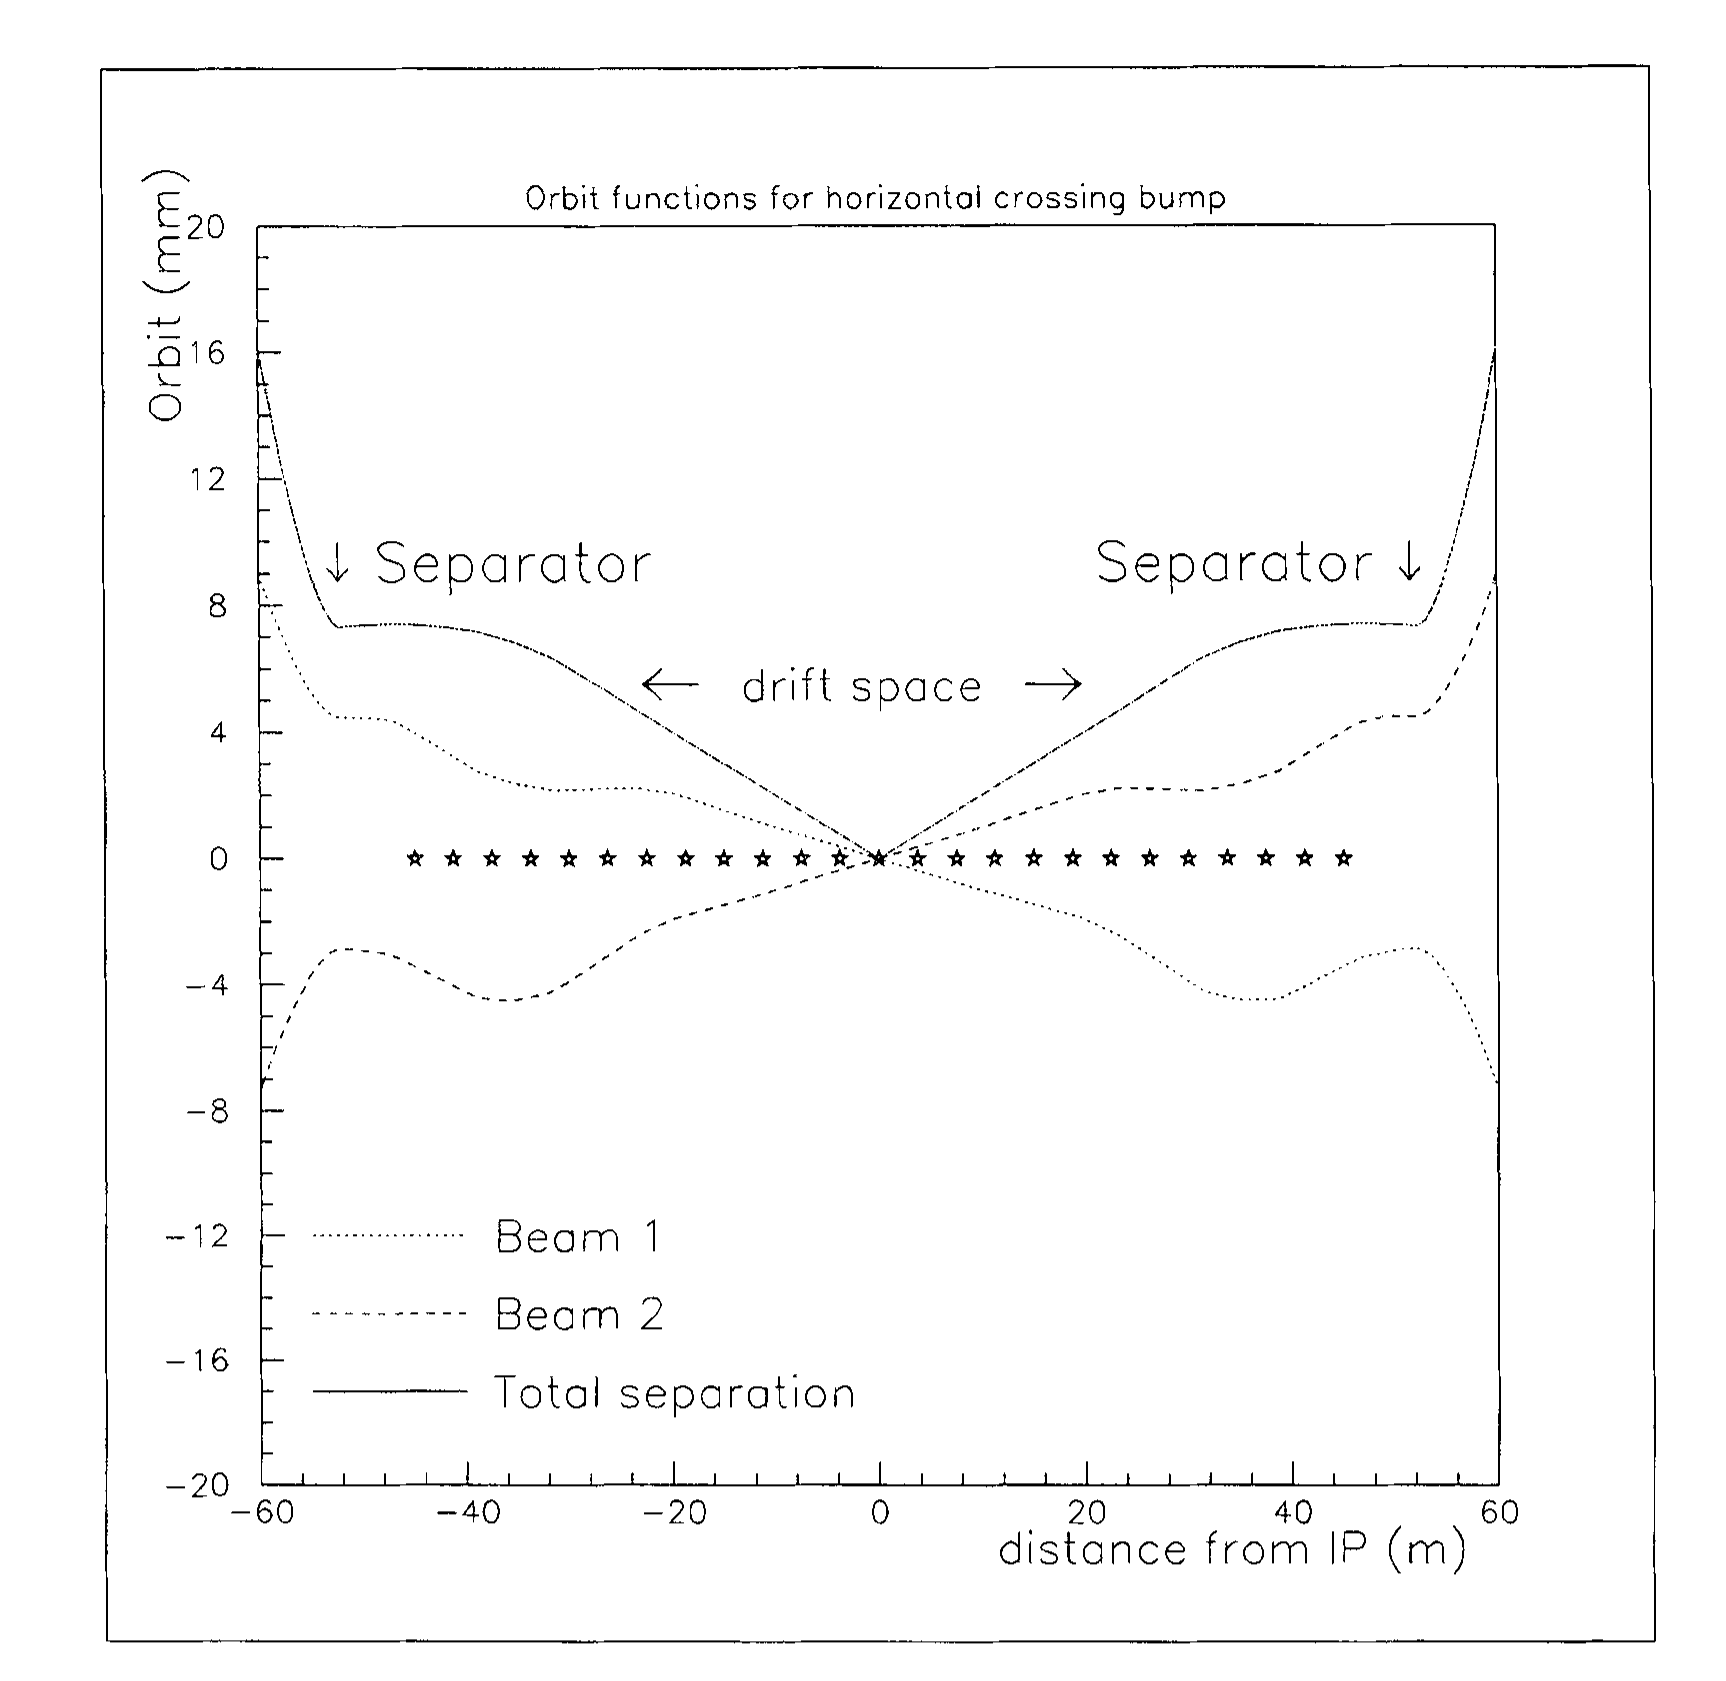 Orbit functions for horizontal crossing bump
Orbit (mm)
20
16
12
8
4
0
−4
−8
−12
−16
−20
↓ Separator
Separator ↓
← drift space →
Beam 1
Beam 2
Total separation
−60 −40 −20 0 20 40 60
distance from IP (m)